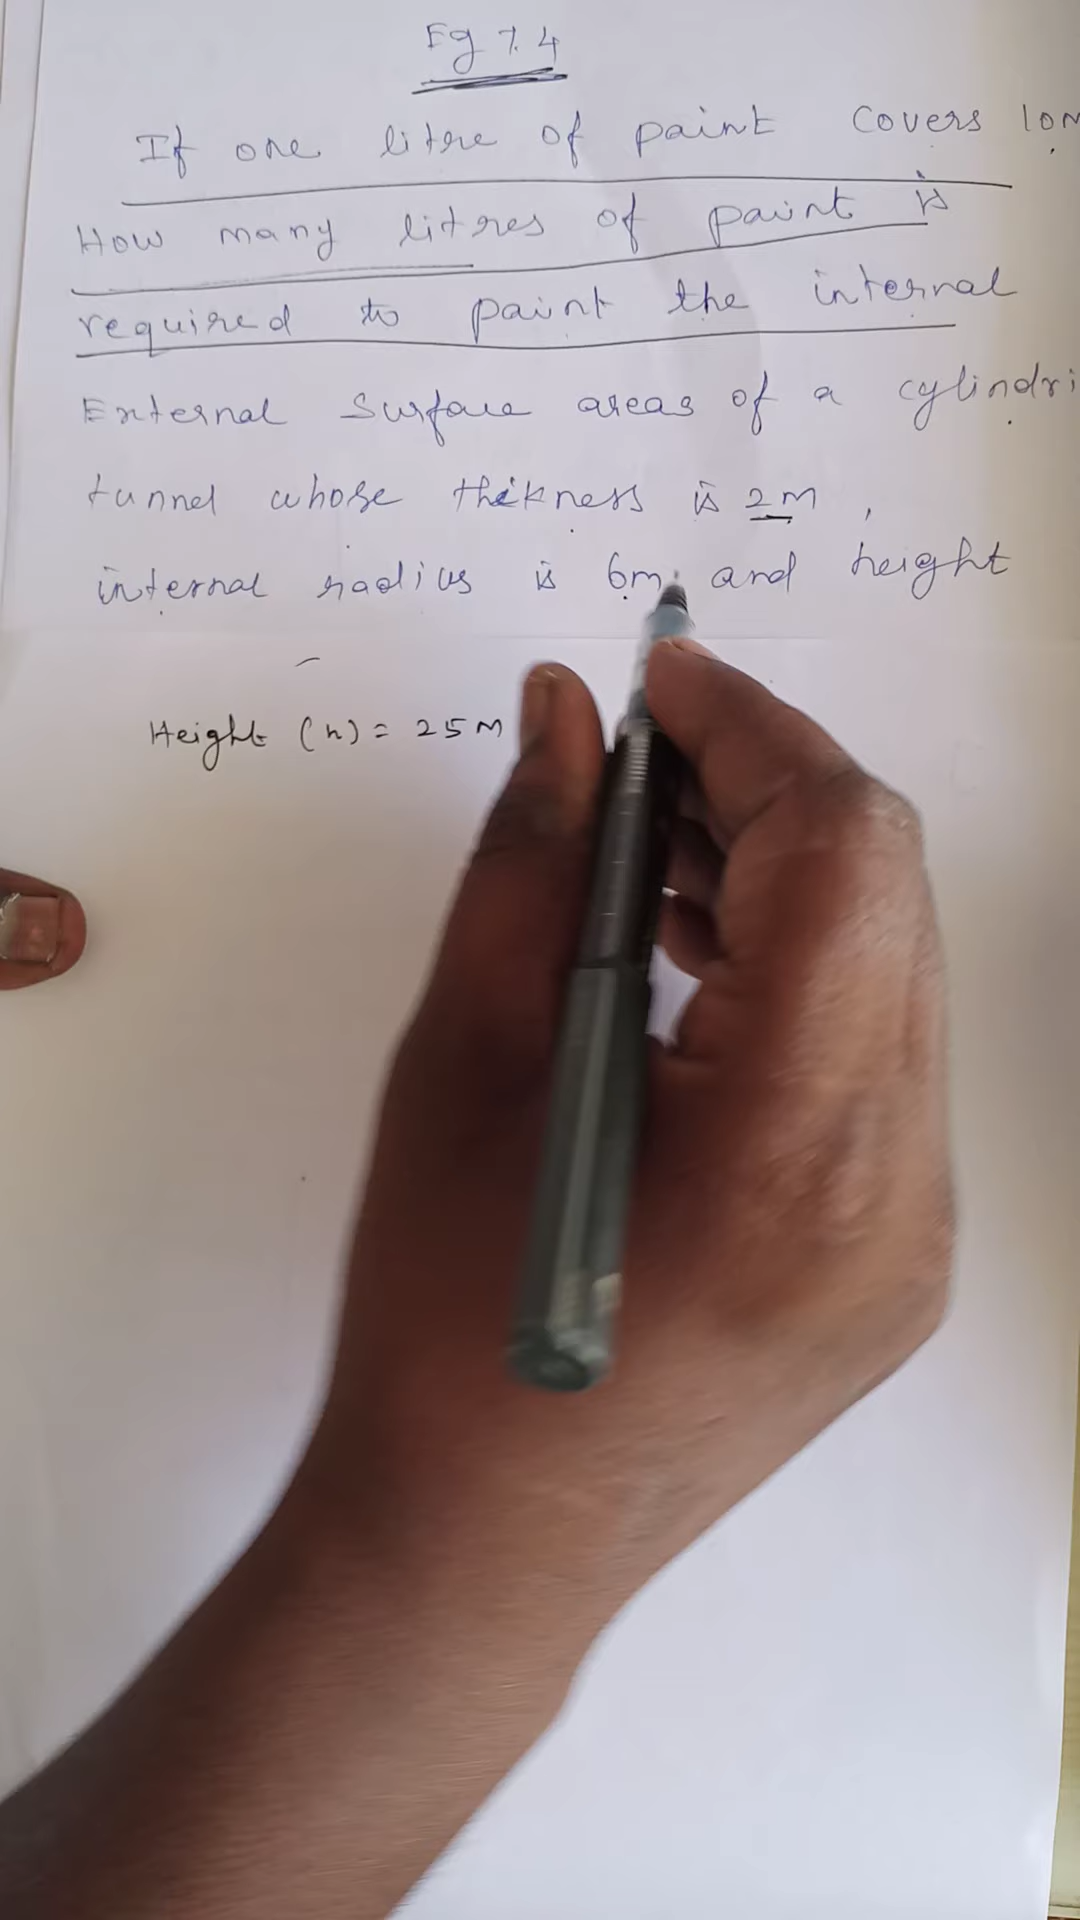 Eg 7.4
If one litre of paint covers 10m
How many litres of paint is
required to paint the internal
External surface areas of a cylindri
tunnel whose thikness is 2m,
internal radius is 6m and height
Height (h) = 25m